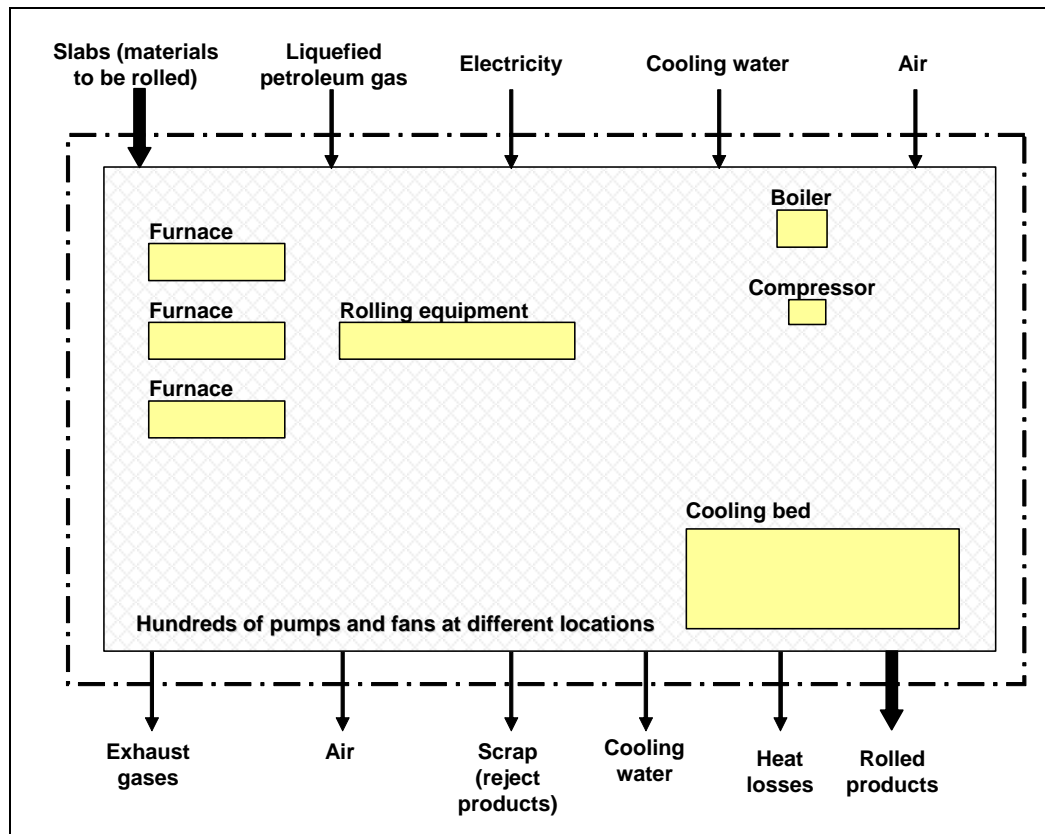 Slabs (materials
to be rolled)
Liquefied
petroleum gas
Electricity
Cooling water
Air
Boiler
Furnace
Compressor
Furnace
Rolling equipment
Furnace
Cooling bed
Hundreds of pumps and fans at different locations
Exhaust
gases
Air
Scrap
(reject
products)
Cooling
water
Heat
losses
Rolled
products